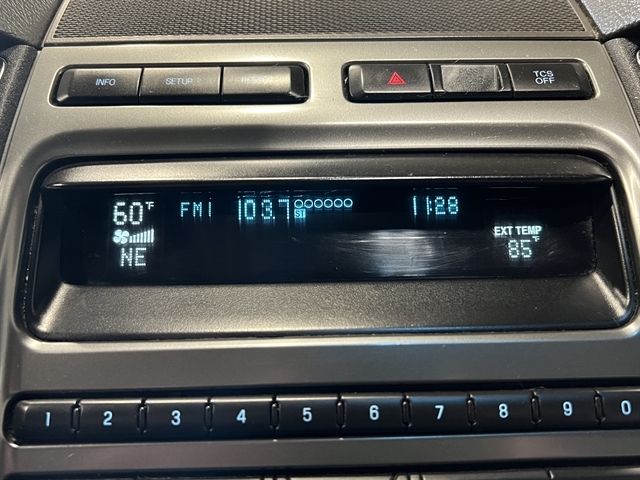 INFO SETUP RESET
TCS OFF
60°F FM1 103.7 11:28
ST
EXT TEMP
NE 85°F
1 2 3 4 5 6 7 8 9 0